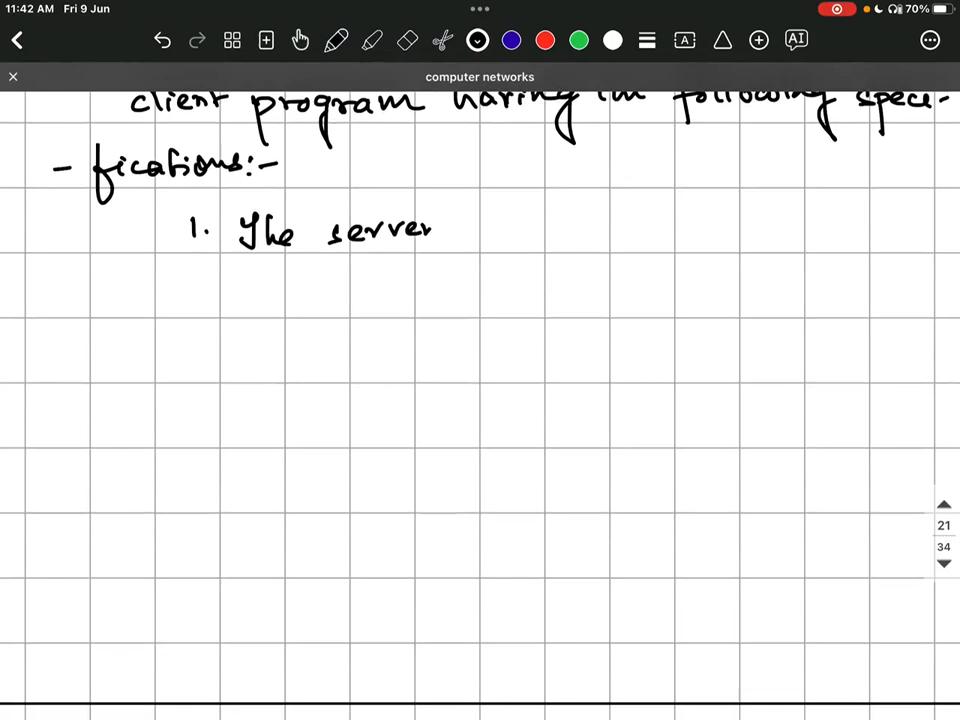 11:42 AM Fri 9 Jun
70%
A
AI
computer networks
client program having the following speci-
- fications:-
1. The server
21
34